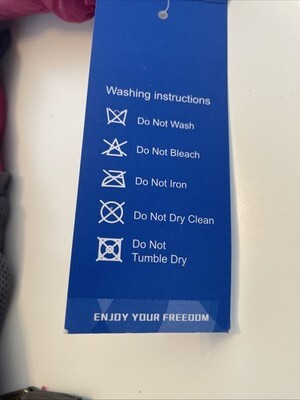 Washing instructions
Do Not Wash
Do Not Bleach
Do Not Iron
Do Not Dry Clean
Do Not
Tumble Dry
ENJOY YOUR FREEDOM